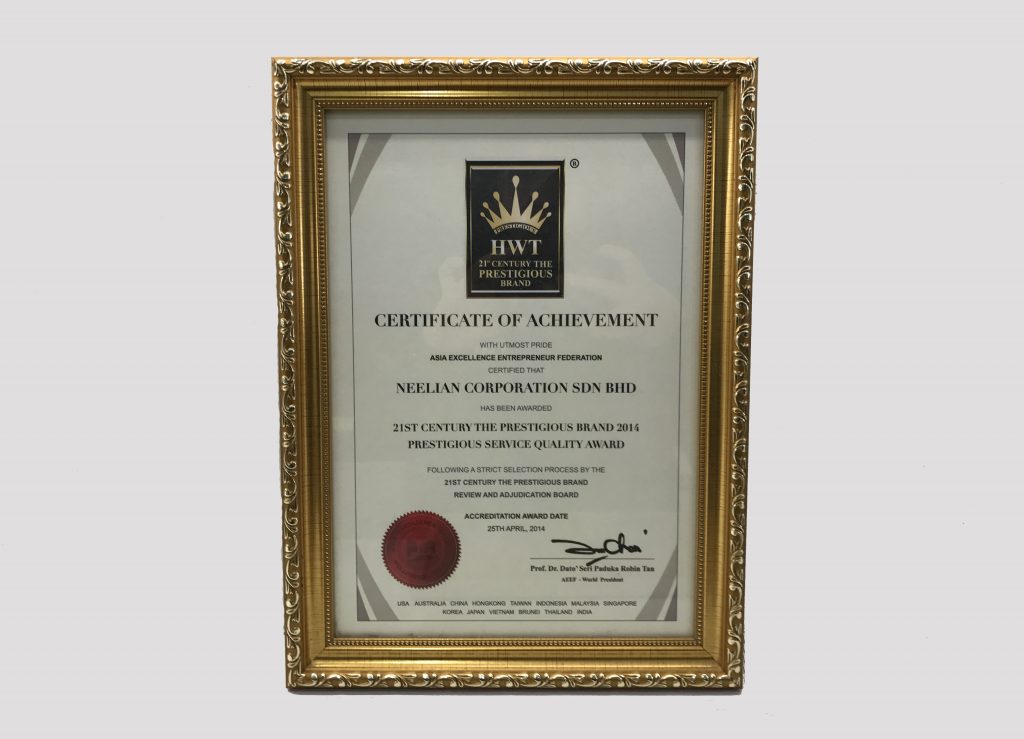 ®
PRESTIGIOUS
HWT
21st CENTURY THE
PRESTIGIOUS
BRAND
CERTIFICATE OF ACHIEVEMENT
WITH UTMOST PRIDE
ASIA EXCELLENCE ENTREPRENEUR FEDERATION
CERTIFIED THAT
NEELIAN CORPORATION SDN BHD
HAS BEEN AWARDED
21ST CENTURY THE PRESTIGIOUS BRAND 2014
PRESTIGIOUS SERVICE QUALITY AWARD
FOLLOWING A STRICT SELECTION PROCESS BY THE
21ST CENTURY THE PRESTIGIOUS BRAND
REVIEW AND ADJUDICATION BOARD
ACCREDITATION AWARD DATE
25TH APRIL, 2014
Prof. Dr. Dato' Seri Paduka Robin Tan
AEEF - World President
USA AUSTRALIA CHINA HONGKONG TAIWAN INDONESIA MALAYSIA SINGAPORE
KOREA JAPAN VIETNAM BRUNEI THAILAND INDIA